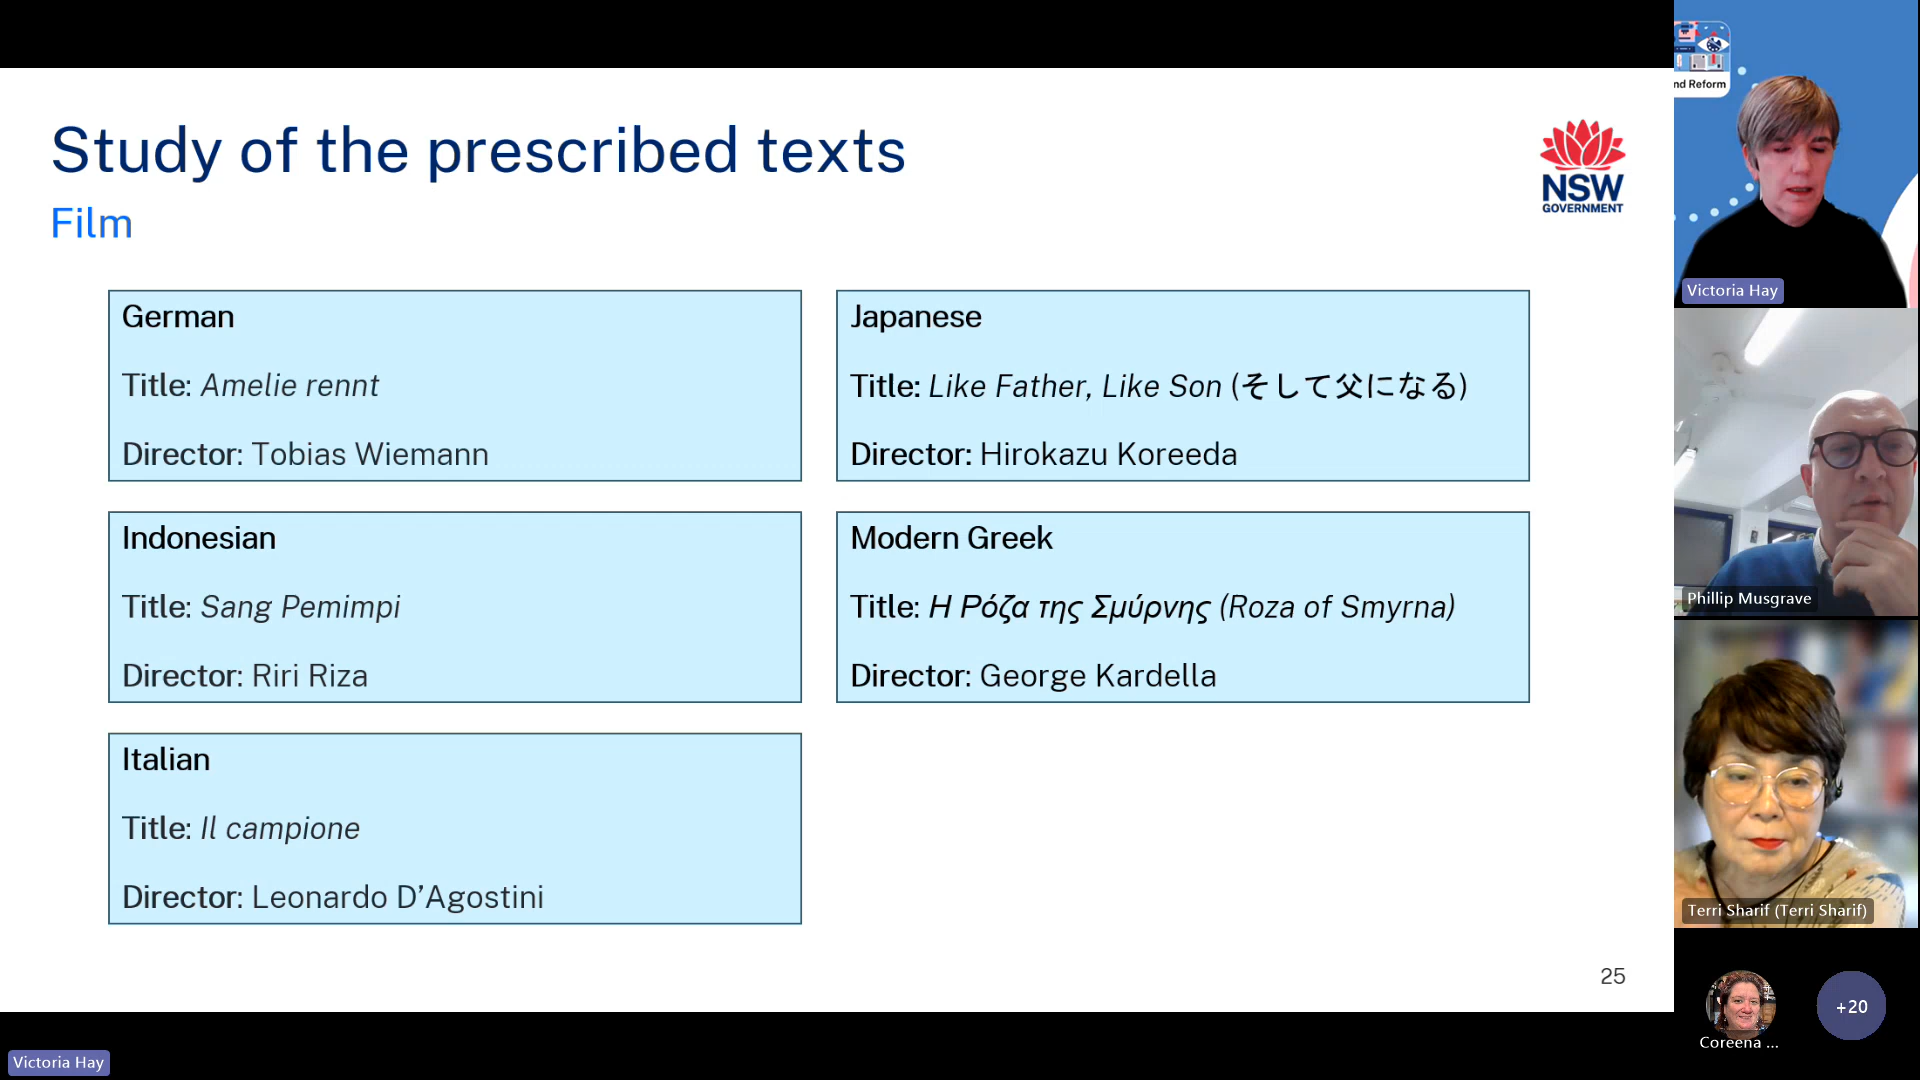 Study of the prescribed texts
Film
NSW
GOVERNMENT
German
Title: Amelie rennt
Director: Tobias Wiemann
Japanese
Title: Like Father, Like Son (そして父になる)
Director: Hirokazu Koreeda
Indonesian
Title: Sang Pemimpi
Director: Riri Riza
Modern Greek
Title: Η Ρόζα της Σμύρνης (Roza of Smyrna)
Director: George Kardella
Italian
Title: Il campione
Director: Leonardo D’Agostini
25
nd Reform
Victoria Hay
Phillip Musgrave
Terri Sharif (Terri Sharif)
Coreena ...
+20
Victoria Hay